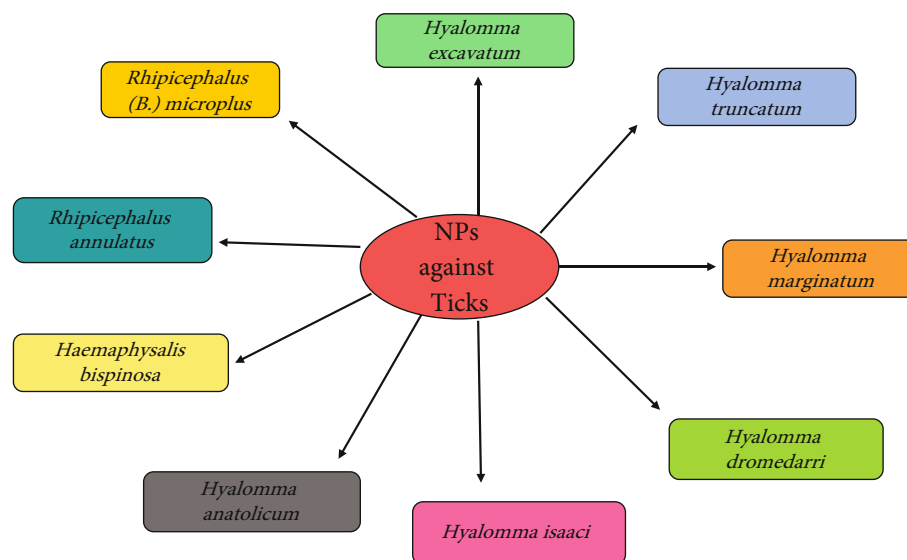 Hyalomma
excavatum
Rhipicephalus
(B.) microplus
Hyalomma
truncatum
Rhipicephalus
annulatus
NPs
against
Ticks
Hyalomma
marginatum
Haemaphysalis
bispinosa
Hyalomma
dromedarri
Hyalomma
anatolicum
Hyalomma isaaci